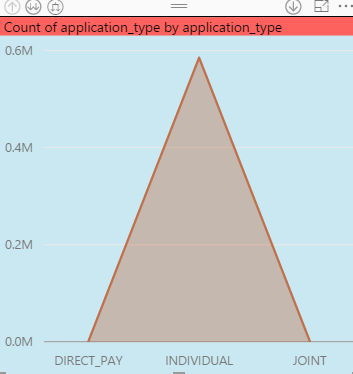 Count of application_type by application_type
0.6M
0.4M
0.2M
0.0M
DIRECT_PAY INDIVIDUAL JOINT